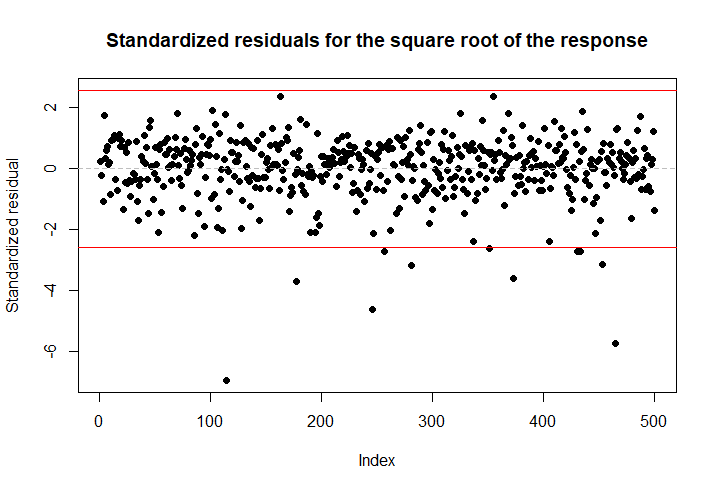 Standardized residuals for the square root of the response
Standardized residual
2
0
-2
-4
-6
0 100 200 300 400 500
Index